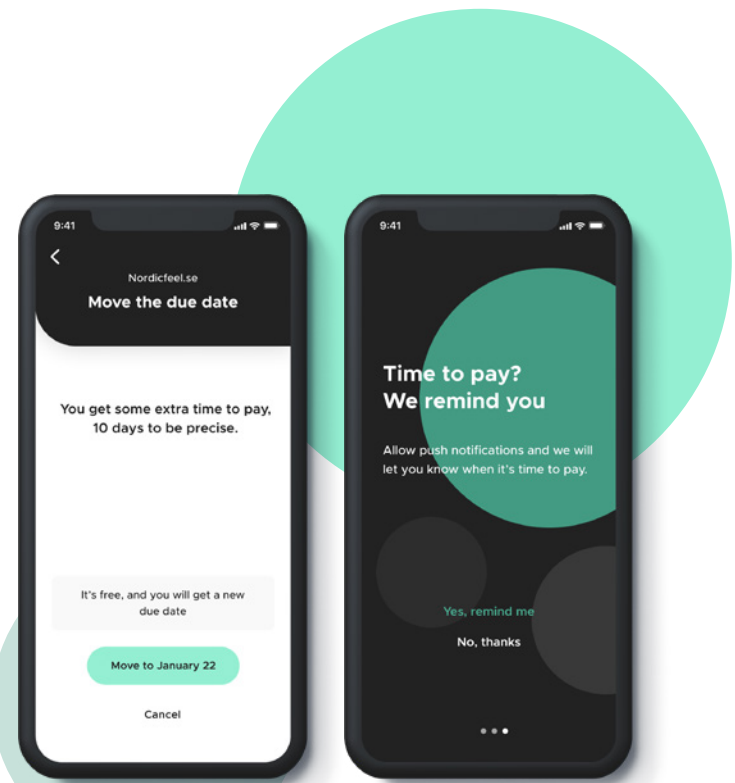 9:41
Nordicfeel.se
Move the due date
You get some extra time to pay,
10 days to be precise.
It's free, and you will get a new
due date
Move to January 22
Cancel
9:41
Time to pay?
We remind you
Allow push notifications and we will
let you know when it's time to pay.
Yes, remind me
No, thanks